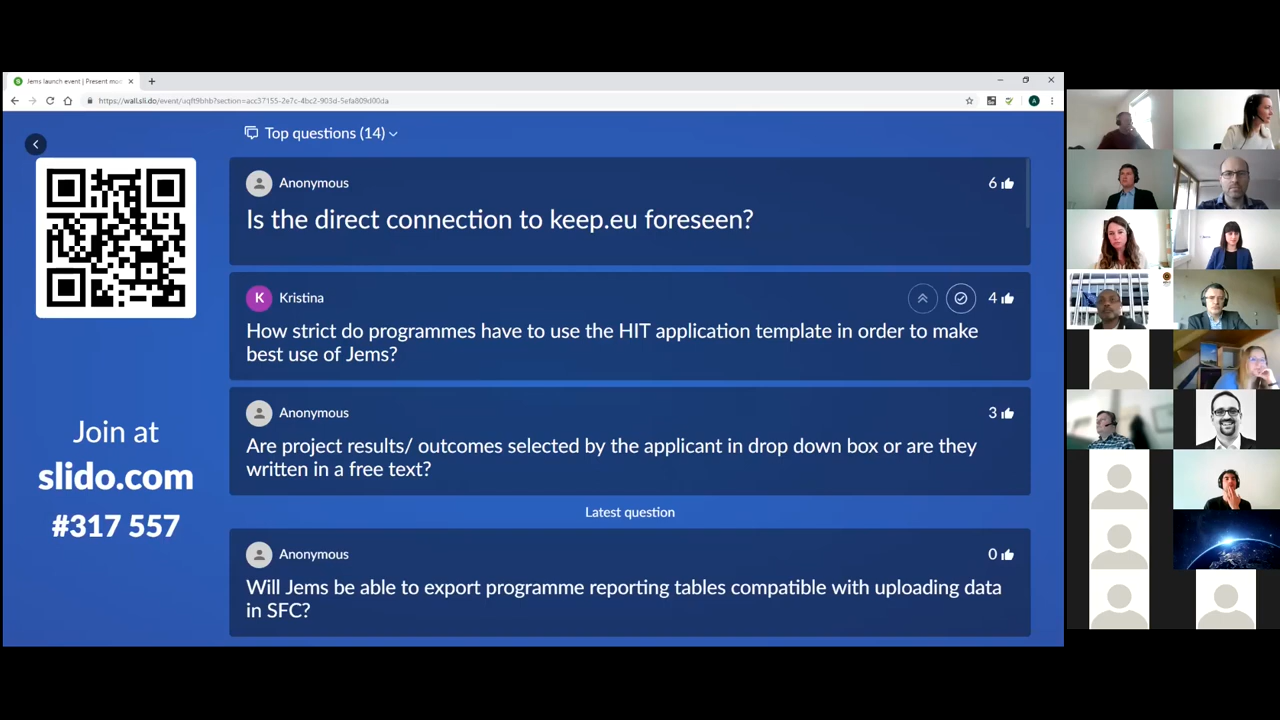 Jems launch event | Present mo
https://wall.sli.do/event/uqft9bhb?section=acc37155-2e7c-4bc2-903d-5efa809d00da
A
Top questions (14)
Anonymous
6
Is the direct connection to keep.eu foreseen?
K
Kristina
4
How strict do programmes have to use the HIT application template in order to make
best use of Jems?
Anonymous
3
Are project results/ outcomes selected by the applicant in drop down box or are they
written in a free text?
Latest question
Anonymous
0
Will Jems be able to export programme reporting tables compatible with uploading data
in SFC?
Join at
slido.com
#317 557